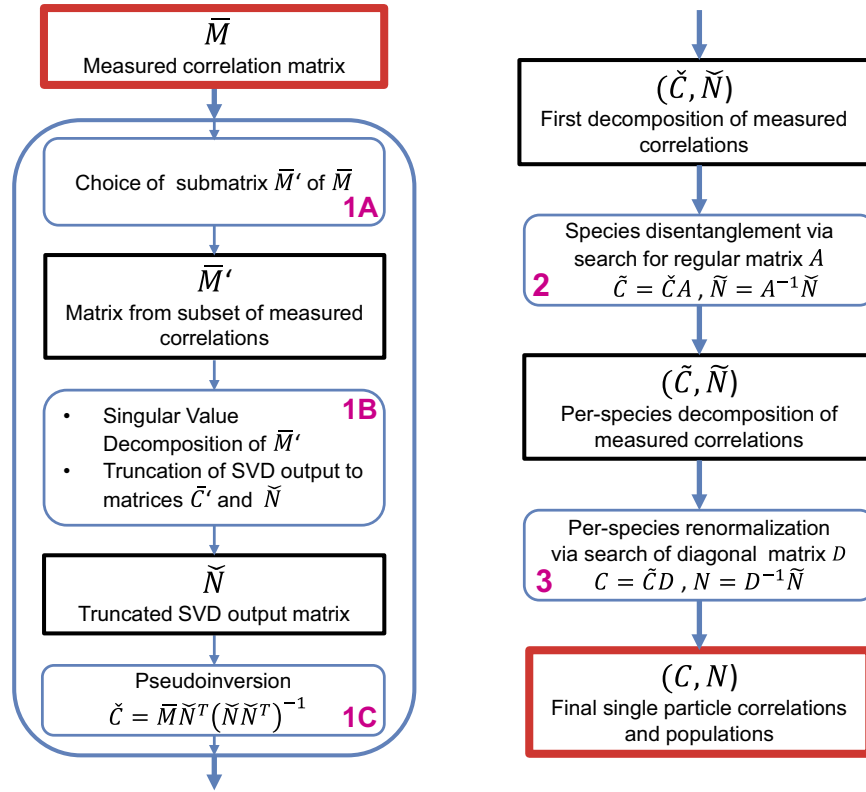 M̅
Measured correlation matrix
Choice of submatrix M̅‘ of M̅
1A
M̅‘
Matrix from subset of measured
correlations
1B
• Singular Value
Decomposition of M̅‘
• Truncation of SVD output to
matrices C̅‘ and N̆
N̆
Truncated SVD output matrix
Pseudoinversion
Č = M̅N̆ᵀ(N̆N̆ᵀ)⁻¹
1C
(Č, N̆)
First decomposition of measured
correlations
Species disentanglement via
search for regular matrix A
2 C̃ = ČA , Ñ = A⁻¹N̆
(C̃, Ñ)
Per-species decomposition of
measured correlations
Per-species renormalization
via search of diagonal matrix D
3 C = C̃D , N = D⁻¹Ñ
(C, N)
Final single particle correlations
and populations